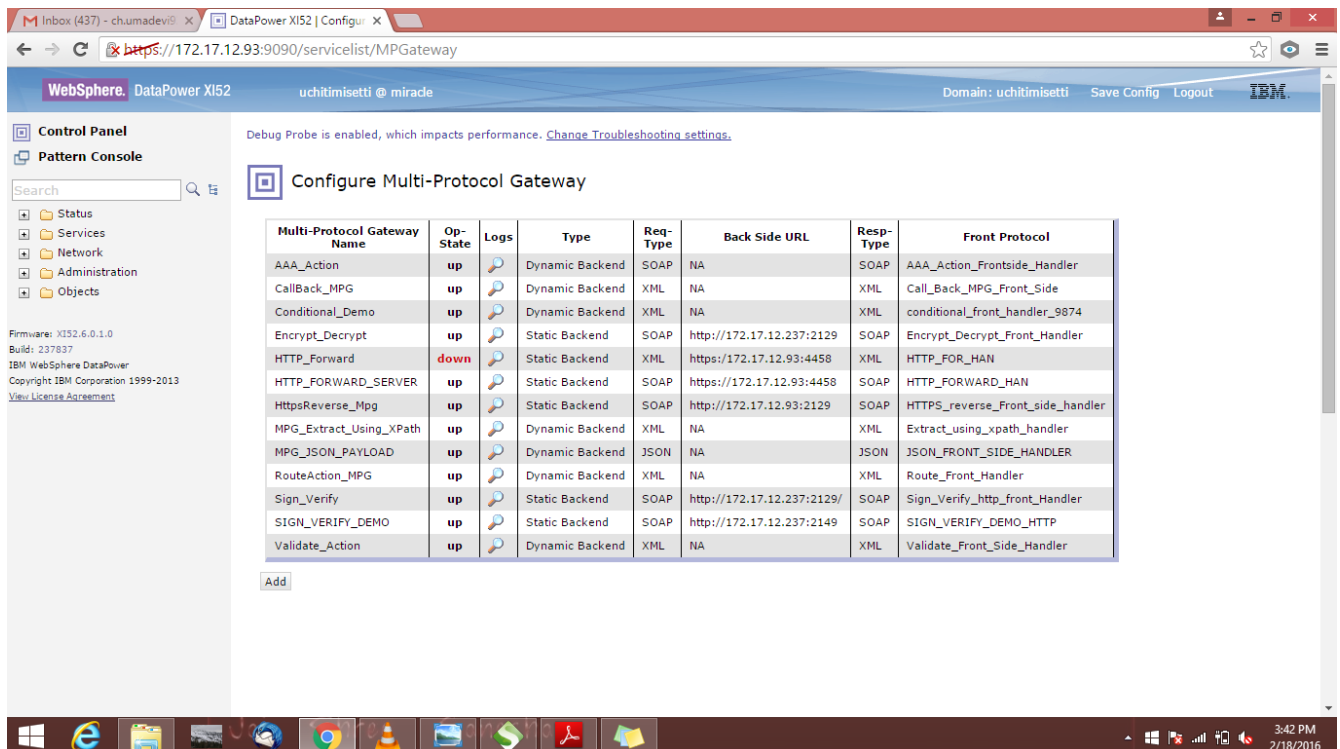 Inbox (437) - ch.umadevi9
DataPower XI52 | Configur
https://172.17.12.93:9090/servicelist/MPGateway
WebSphere. DataPower XI52 uchitimisetti @ miracle Domain: uchitimisetti Save Config Logout IBM.
Control Panel
Pattern Console
Search
Status
Services
Network
Administration
Objects
Firmware: XI52.6.0.1.0
Build: 237837
IBM WebSphere DataPower
Copyright IBM Corporation 1999-2013
View License Agreement
Debug Probe is enabled, which impacts performance. Change Troubleshooting settings.
Configure Multi-Protocol Gateway
Multi-Protocol Gateway Name Op-State Logs Type Req-Type Back Side URL Resp-Type Front Protocol
AAA_Action up Dynamic Backend SOAP NA SOAP AAA_Action_Frontside_Handler
CallBack_MPG up Dynamic Backend XML NA XML Call_Back_MPG_Front_Side
Conditional_Demo up Dynamic Backend XML NA XML conditional_front_handler_9874
Encrypt_Decrypt up Static Backend SOAP http://172.17.12.237:2129 SOAP Encrypt_Decrypt_Front_Handler
HTTP_Forward down Static Backend XML https:/172.17.12.93:4458 XML HTTP_FOR_HAN
HTTP_FORWARD_SERVER up Static Backend SOAP https://172.17.12.93:4458 SOAP HTTP_FORWARD_HAN
HttpsReverse_Mpg up Static Backend SOAP http://172.17.12.93:2129 SOAP HTTPS_reverse_Front_side_handler
MPG_Extract_Using_XPath up Dynamic Backend XML NA XML Extract_using_xpath_handler
MPG_JSON_PAYLOAD up Dynamic Backend JSON NA JSON JSON_FRONT_SIDE_HANDLER
RouteAction_MPG up Dynamic Backend XML NA XML Route_Front_Handler
Sign_Verify up Static Backend SOAP http://172.17.12.237:2129/ SOAP Sign_Verify_http_front_Handler
SIGN_VERIFY_DEMO up Static Backend SOAP http://172.17.12.237:2149 SOAP SIGN_VERIFY_DEMO_HTTP
Validate_Action up Dynamic Backend XML NA XML Validate_Front_Side_Handler
Add
3:42 PM
2/18/2016